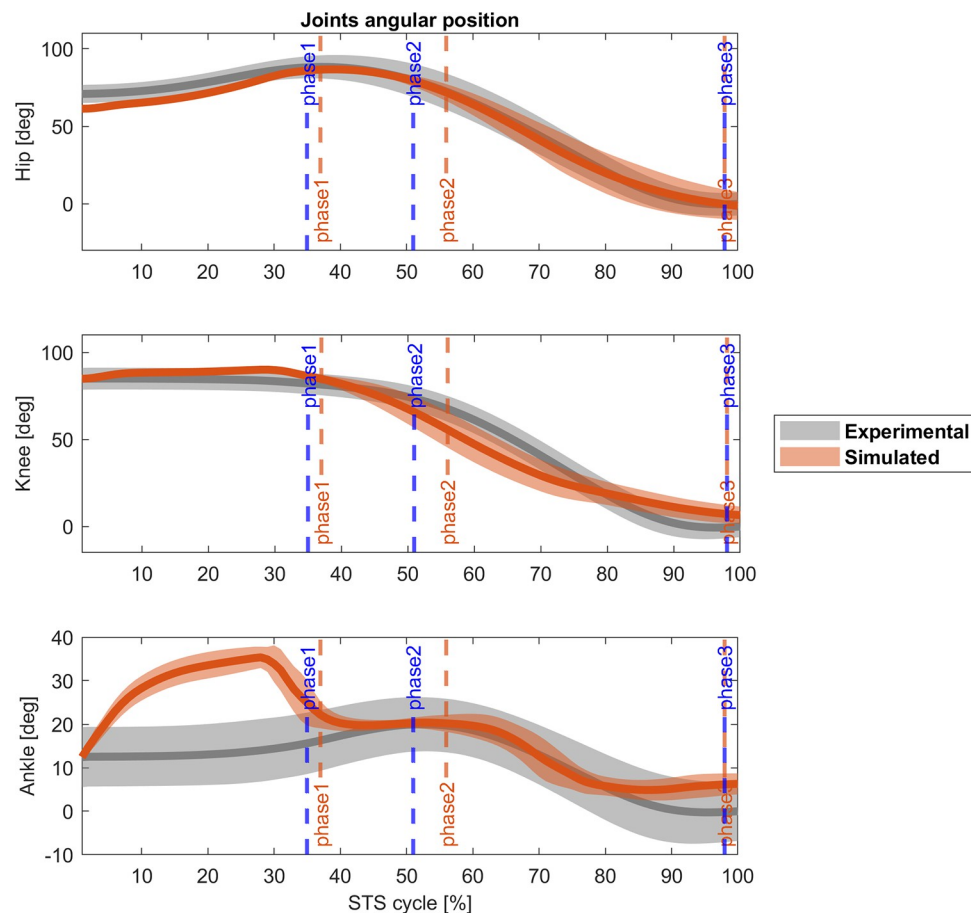 Joints angular position
Hip [deg]
100
50
0
phase1
phase1
phase2
phase2
phase3
phase3
10 20 30 40 50 60 70 80 90 100
Knee [deg]
100
50
0
phase1
phase1
phase2
phase2
phase3
phase3
10 20 30 40 50 60 70 80 90 100
Experimental
Simulated
Ankle [deg]
40
30
20
10
0
-10
phase1
phase1
phase2
phase2
phase3
phase3
10 20 30 40 50 60 70 80 90 100
STS cycle [%]